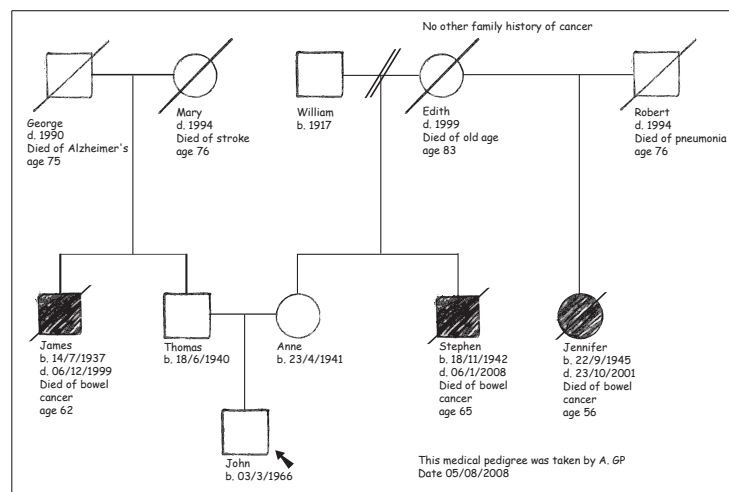 No other family history of cancer
George
d. 1990
Died of Alzheimer's
age 75
Mary
d. 1994
Died of stroke
age 76
William
b. 1917
Edith
d. 1999
Died of old age
age 83
Robert
d. 1994
Died of pneumonia
age 76
James
b. 14/7/1937
d. 06/12/1999
Died of bowel
cancer
age 62
Thomas
b. 18/6/1940
Anne
b. 23/4/1941
Stephen
b. 18/11/1942
d. 06/1/2008
Died of bowel
cancer
age 65
Jennifer
b. 22/9/1945
d. 23/10/2001
Died of bowel
cancer
age 56
John
b. 03/3/1966
This medical pedigree was taken by A. GP
Date 05/08/2008